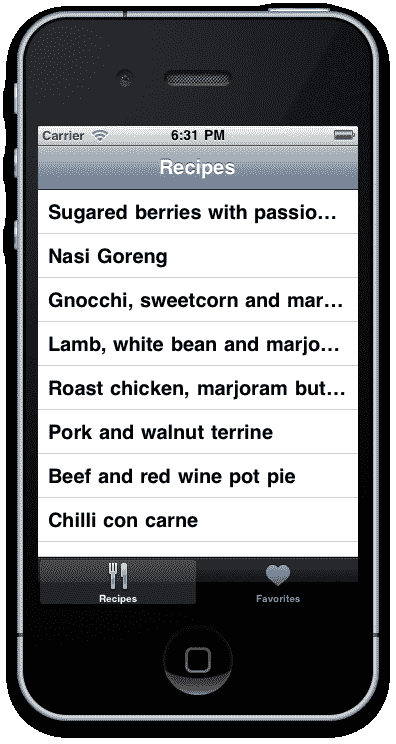 Carrier 6:31 PM
Recipes
Sugared berries with passio...
Nasi Goreng
Gnocchi, sweetcorn and mar...
Lamb, white bean and marjo...
Roast chicken, marjoram but...
Pork and walnut terrine
Beef and red wine pot pie
Chilli con carne
Recipes Favorites